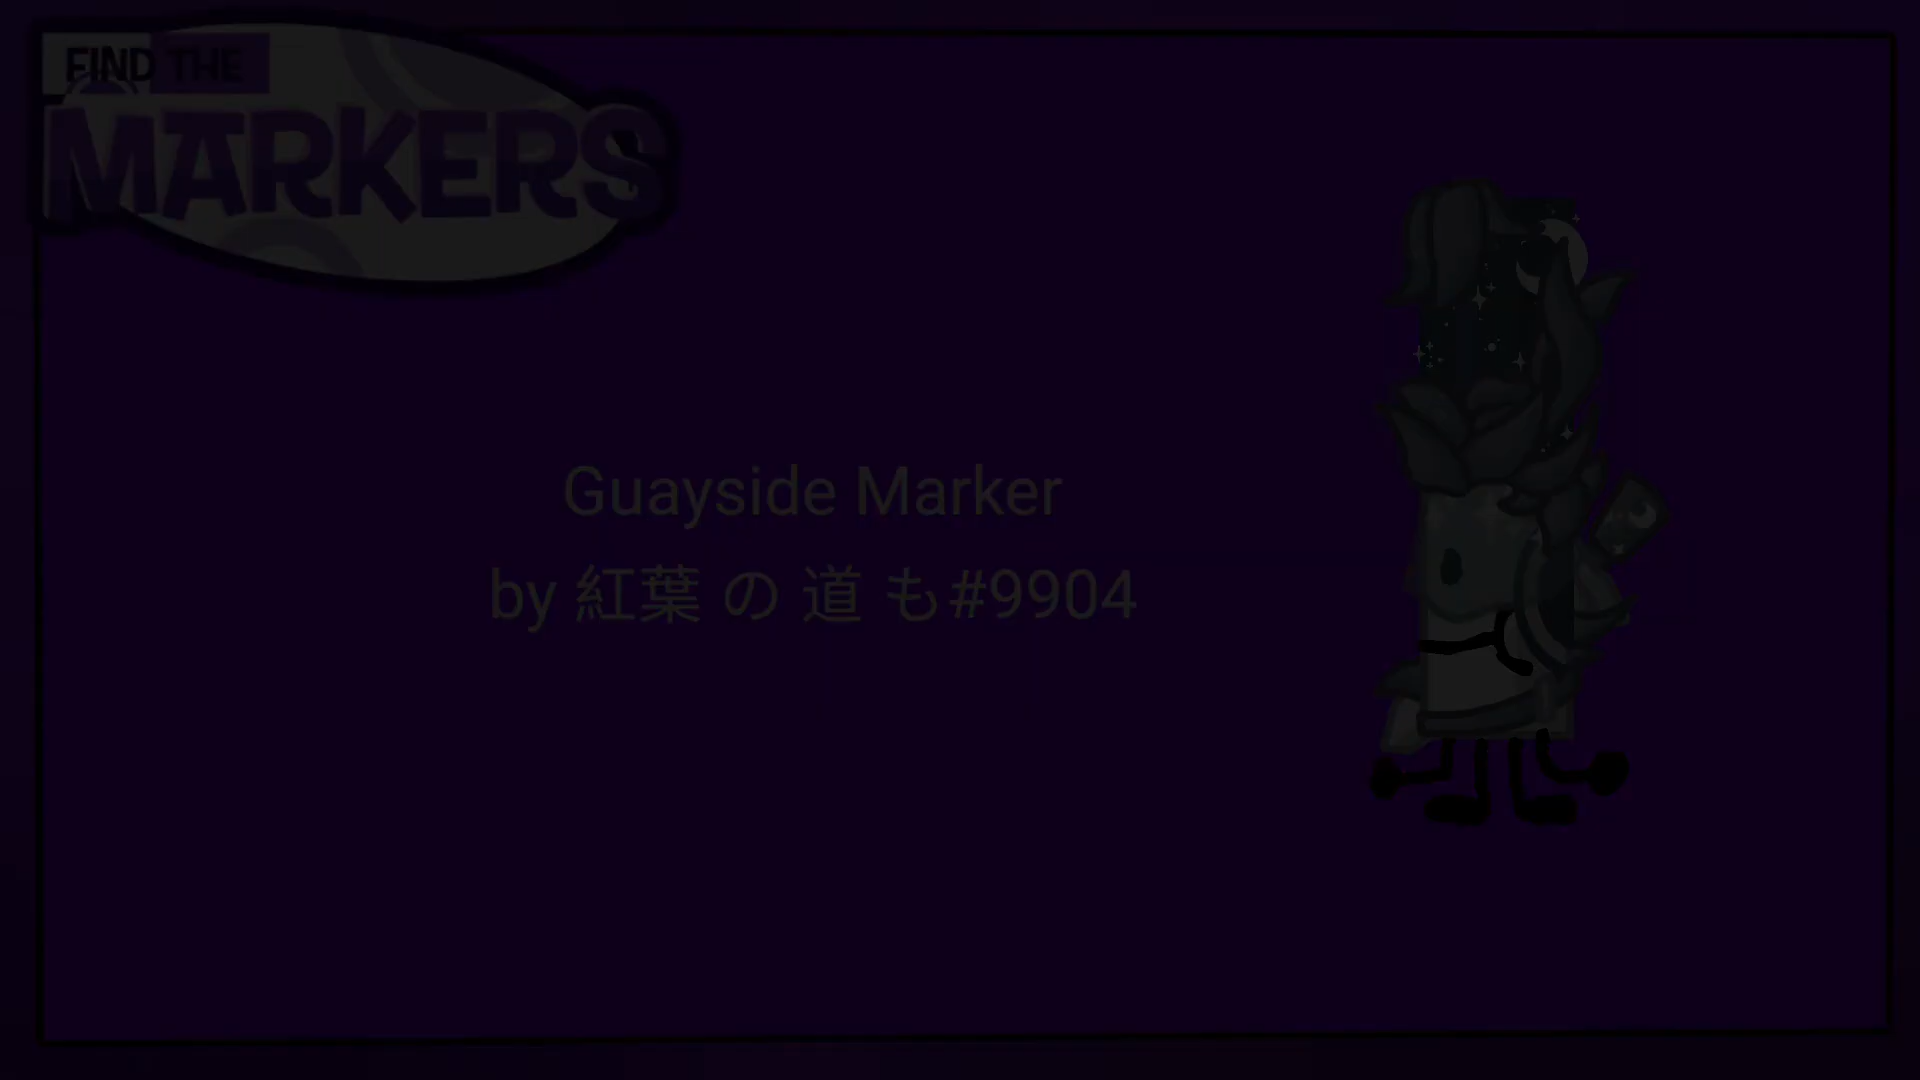 FIND THE
MARKERS
Guayside Marker
by 紅葉 の 道 も#9904